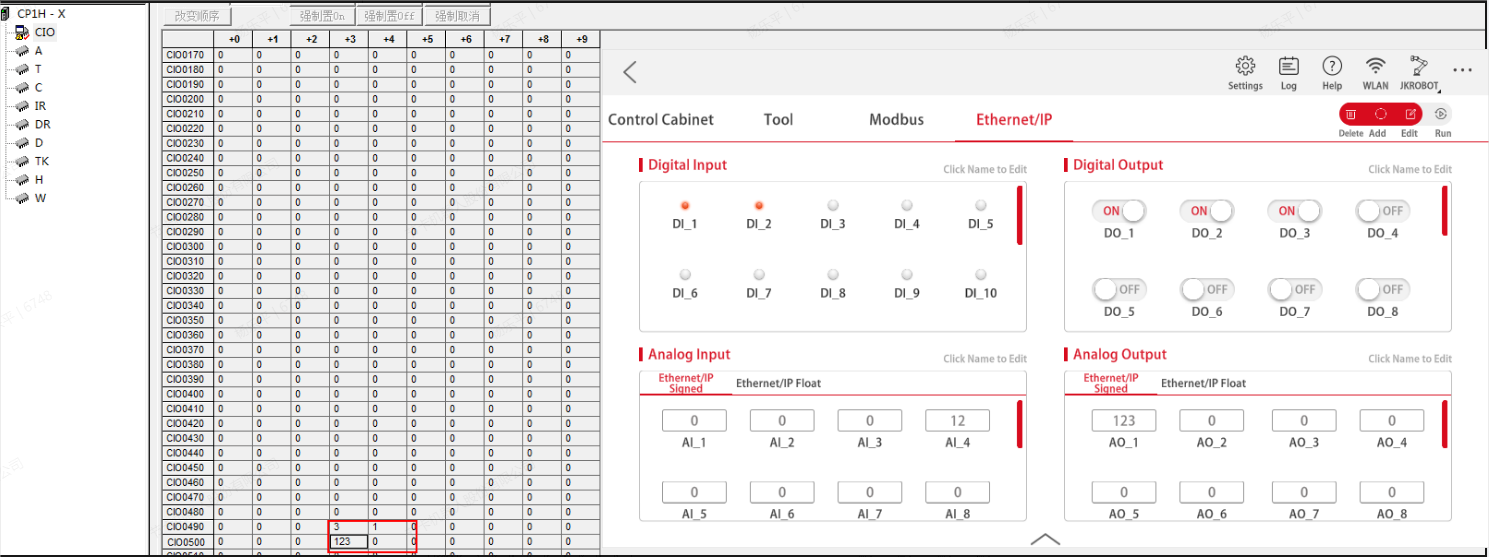 CP1H - X
CIO
A
T
C
IR
DR
D
TK
H
W
改变顺序 强制置On 强制置Off 强制取消
+0 +1 +2 +3 +4 +5 +6 +7 +8 +9
CIO0170 0 0 0 0 0 0 0 0 0 0
CIO0180 0 0 0 0 0 0 0 0 0 0
CIO0190 0 0 0 0 0 0 0 0 0 0
CIO0200 0 0 0 0 0 0 0 0 0 0
CIO0210 0 0 0 0 0 0 0 0 0 0
CIO0220 0 0 0 0 0 0 0 0 0 0
CIO0230 0 0 0 0 0 0 0 0 0 0
CIO0240 0 0 0 0 0 0 0 0 0 0
CIO0250 0 0 0 0 0 0 0 0 0 0
CIO0260 0 0 0 0 0 0 0 0 0 0
CIO0270 0 0 0 0 0 0 0 0 0 0
CIO0280 0 0 0 0 0 0 0 0 0 0
CIO0290 0 0 0 0 0 0 0 0 0 0
CIO0300 0 0 0 0 0 0 0 0 0 0
CIO0310 0 0 0 0 0 0 0 0 0 0
CIO0320 0 0 0 0 0 0 0 0 0 0
CIO0330 0 0 0 0 0 0 0 0 0 0
CIO0340 0 0 0 0 0 0 0 0 0 0
CIO0350 0 0 0 0 0 0 0 0 0 0
CIO0360 0 0 0 0 0 0 0 0 0 0
CIO0370 0 0 0 0 0 0 0 0 0 0
CIO0380 0 0 0 0 0 0 0 0 0 0
CIO0390 0 0 0 0 0 0 0 0 0 0
CIO0400 0 0 0 0 0 0 0 0 0 0
CIO0410 0 0 0 0 0 0 0 0 0 0
CIO0420 0 0 0 0 0 0 0 0 0 0
CIO0430 0 0 0 0 0 0 0 0 0 0
CIO0440 0 0 0 0 0 0 0 0 0 0
CIO0450 0 0 0 0 0 0 0 0 0 0
CIO0460 0 0 0 0 0 0 0 0 0 0
CIO0470 0 0 0 0 0 0 0 0 0 0
CIO0480 0 0 0 0 0 0 0 0 0 0
CIO0490 0 0 0 3 1 0 0 0 0 0
CIO0500 0 0 0 123 0 0 0 0 0 0
Settings Log Help WLAN JKROBOT
Control Cabinet Tool Modbus Ethernet/IP
Delete Add Edit Run
Digital Input Click Name to Edit
DI_1 DI_2 DI_3 DI_4 DI_5
DI_6 DI_7 DI_8 DI_9 DI_10
Digital Output Click Name to Edit
ON ON ON OFF
DO_1 DO_2 DO_3 DO_4
OFF OFF OFF OFF
DO_5 DO_6 DO_7 DO_8
Analog Input Click Name to Edit
Ethernet/IP
Signed
Ethernet/IP Float
0 0 0 12
AI_1 AI_2 AI_3 AI_4
0 0 0 0
AI_5 AI_6 AI_7 AI_8
Analog Output Click Name to Edit
Ethernet/IP
Signed
Ethernet/IP Float
123 0 0 0
AO_1 AO_2 AO_3 AO_4
0 0 0 0
AO_5 AO_6 AO_7 AO_8